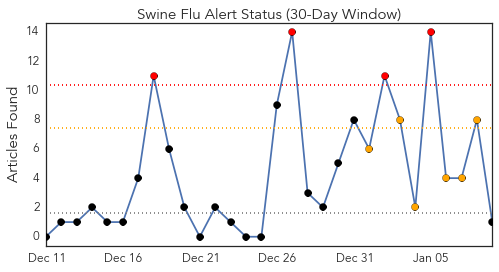 Swine Flu Alert Status (30-Day Window)
Articles Found
14
12
10
8
6
4
2
0
Dec 11 Dec 16 Dec 21 Dec 26 Dec 31 Jan 05